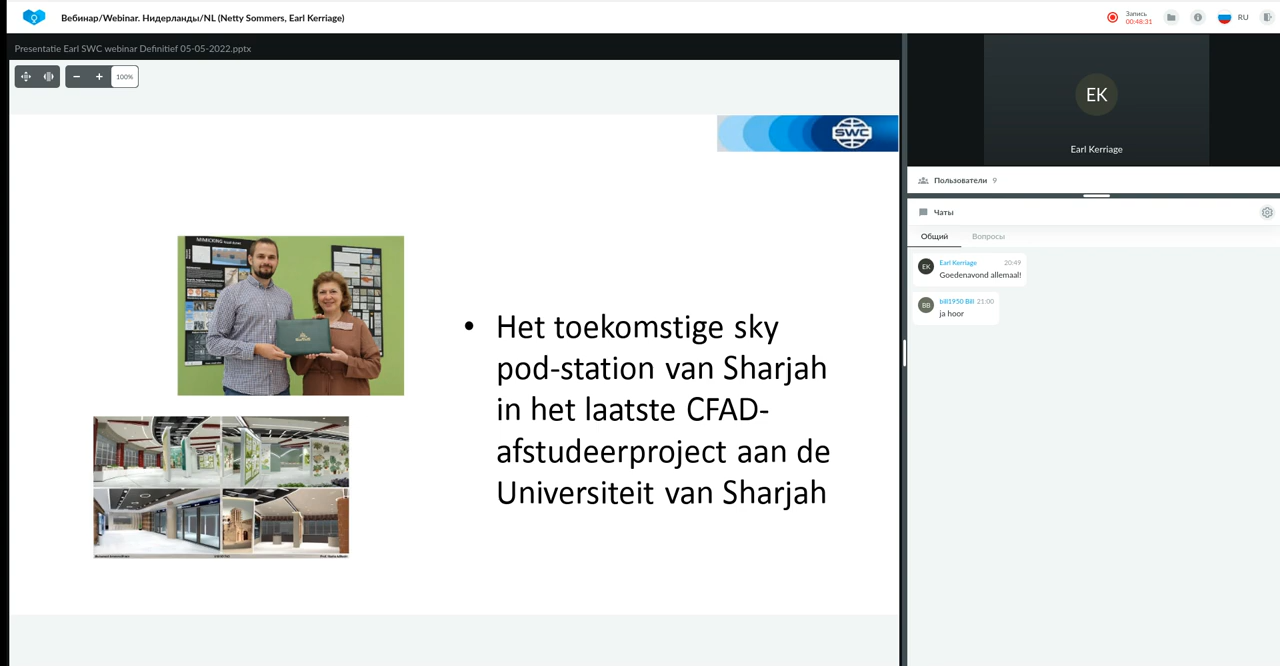 Вебинар/Webinar. Нидерланды/NL (Netty Sommers, Earl Kerriage)
Запись
00:48:31
RU
Presentatie Earl SWC webinar Definitief 05-05-2022.pptx
100%
SWC
MIMICKING
• Het toekomstige sky
pod-station van Sharjah
in het laatste CFAD-
afstudeerproject aan de
Universiteit van Sharjah
EK
Earl Kerriage
Пользователи 9
Чаты
Общий Вопросы
EK
Earl Kerriage 20:49
Goedenavond allemaal!
BB
bill1950 Bill 21:00
ja hoor